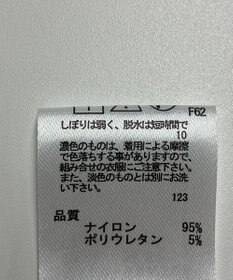 F62
しぼりは弱く、脱水は短時間で
10
濃色のものは、着用による摩擦
で色落ちする事がありますので、
組み合せの衣服にご注意下さい。
また、淡色のものとは別にお洗
い下さい。
123
品質
ナイロン 95%
ポリウレタン 5%